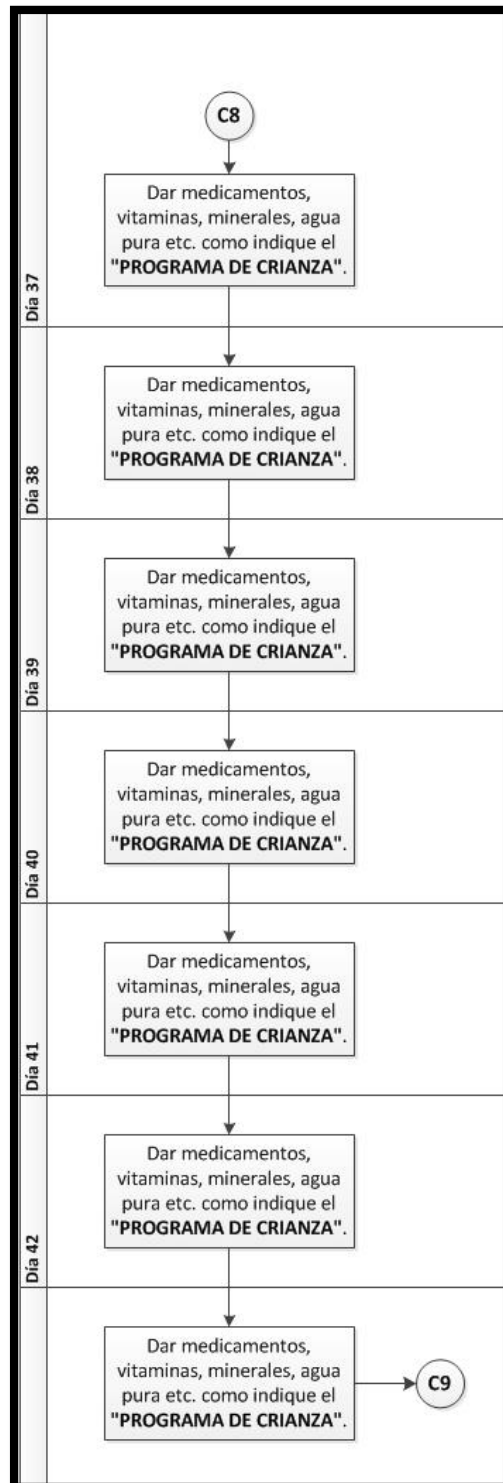 C8
Dar medicamentos,
vitaminas, minerales, agua
pura etc. como indique el
"PROGRAMA DE CRIANZA".
Día 37
Dar medicamentos,
vitaminas, minerales, agua
pura etc. como indique el
"PROGRAMA DE CRIANZA".
Día 38
Dar medicamentos,
vitaminas, minerales, agua
pura etc. como indique el
"PROGRAMA DE CRIANZA".
Día 39
Dar medicamentos,
vitaminas, minerales, agua
pura etc. como indique el
"PROGRAMA DE CRIANZA".
Día 40
Dar medicamentos,
vitaminas, minerales, agua
pura etc. como indique el
"PROGRAMA DE CRIANZA".
Día 41
Dar medicamentos,
vitaminas, minerales, agua
pura etc. como indique el
"PROGRAMA DE CRIANZA".
Día 42
Dar medicamentos,
vitaminas, minerales, agua
pura etc. como indique el
"PROGRAMA DE CRIANZA".
C9